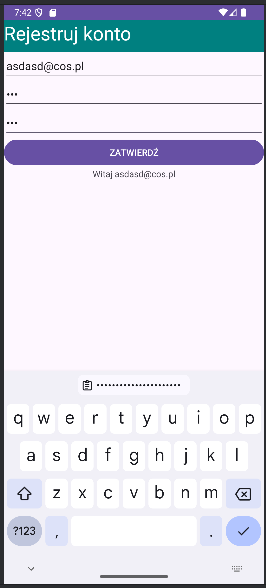 7:42
Rejestruj konto
asdasd@cos.pl
•••
•••
ZATWIERDŹ
Witaj asdasd@cos.pl
••••••••••••••••••••••
q w e r t y u i o p
a s d f g h j k l
z x c v b n m
?123 , .